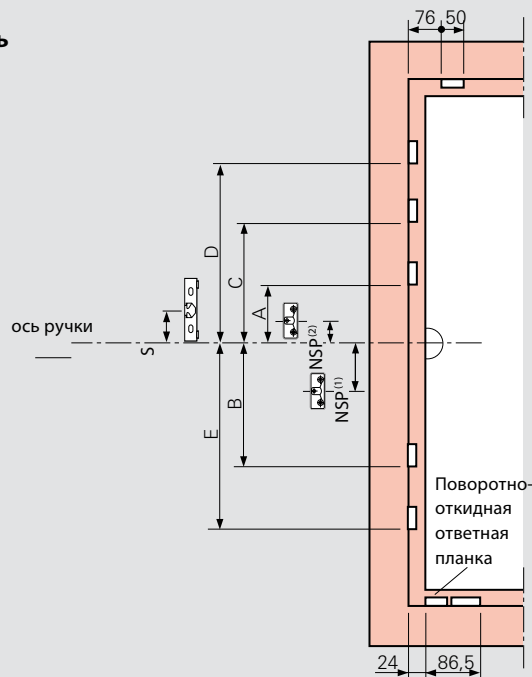 ь
76 50
D
C
A
ось ручки
S
NSP(2)
NSP(1)
B
E
Поворотно-
откидная
ответная
планка
24 86,5